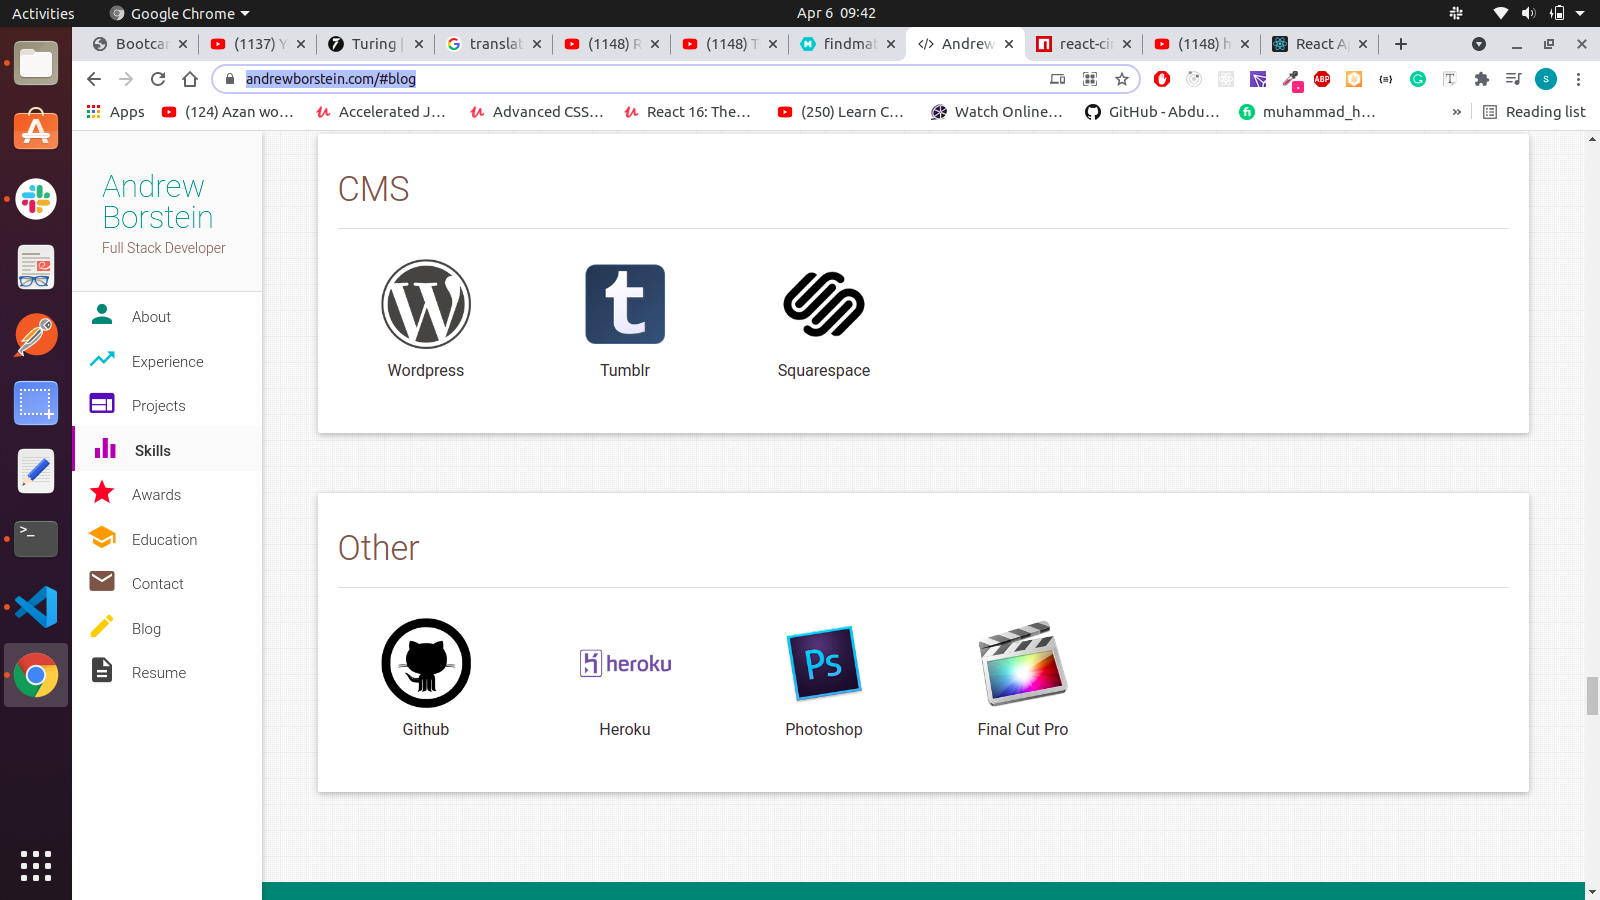 Activities
Google Chrome
Apr 6 09:42
Bootcar
(1137) Y
Turing |
translat
(1148) R
(1148) T
findmat
Andrew
react-cir
(1148) h
React Ap
andrewborstein.com/#blog
Apps
(124) Azan wo...
Accelerated J...
Advanced CSS...
React 16: The...
(250) Learn C...
Watch Online...
GitHub - Abdu...
muhammad_h...
»
Reading list
Andrew
Borstein
Full Stack Developer
About
Experience
Projects
Skills
Awards
Education
Contact
Blog
Resume
CMS
Wordpress
Tumblr
Squarespace
Other
heroku
Ps
Github
Heroku
Photoshop
Final Cut Pro